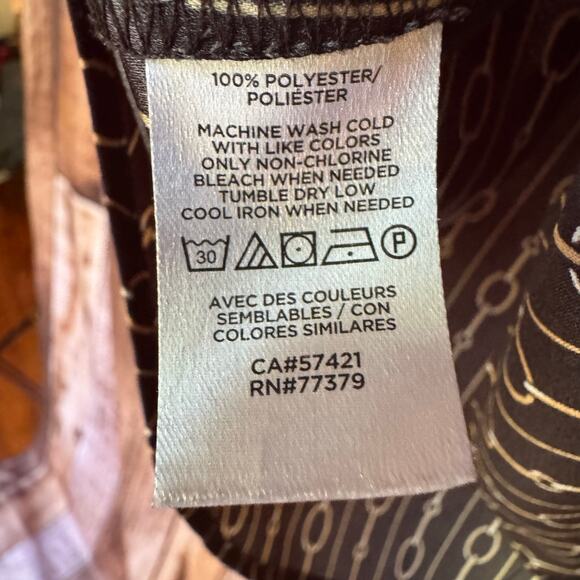 100% POLYESTER/
POLIÉSTER
MACHINE WASH COLD
WITH LIKE COLORS
ONLY NON-CHLORINE
BLEACH WHEN NEEDED
TUMBLE DRY LOW
COOL IRON WHEN NEEDED
30 P
AVEC DES COULEURS
SEMBLABLES / CON
COLORES SIMILARES
CA#57421
RN#77379